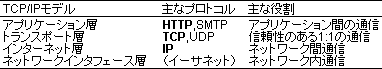 TCP/IPモデル 主なプロトコル 主な役割
アプリケーション層 HTTP,SMTP アプリケーション間の通信
トランスポート層 TCP,UDP 信頼性のある1:1の通信
インターネット層 IP ネットワーク間通信
ネットワークインタフェース層 (イーサネット) ネットワーク内通信